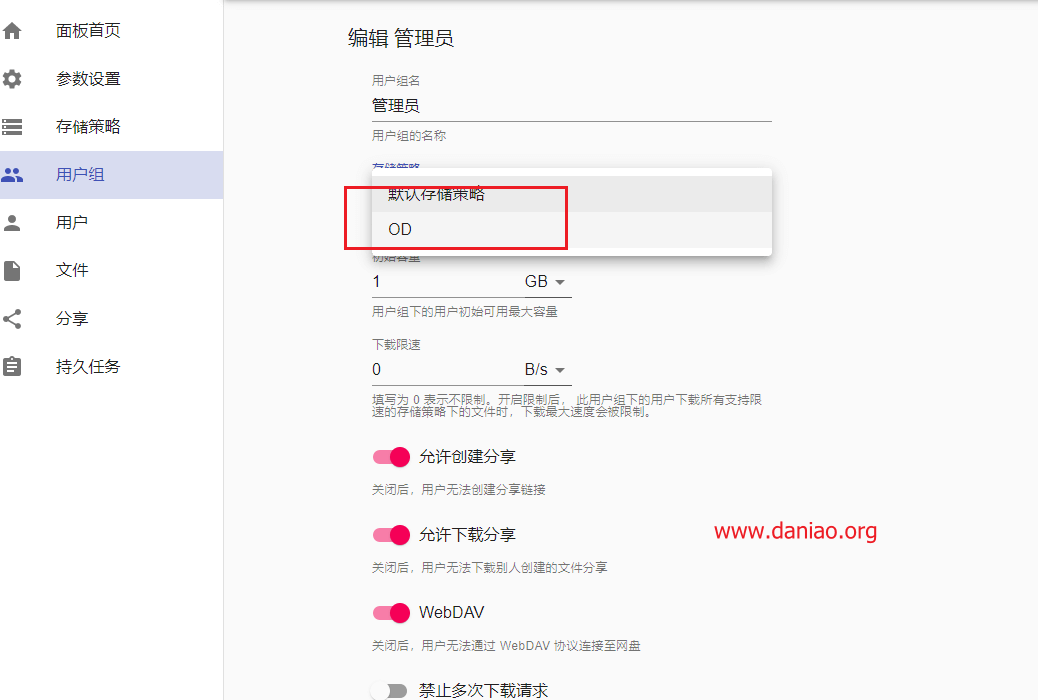 面板首页
参数设置
存储策略
用户组
用户
文件
分享
持久任务
编辑 管理员
用户组名
管理员
用户组的名称
存储策略
默认存储策略
OD
初始容量
1 GB
用户组下的用户初始可用最大容量
下载限速
0 B/s
填写为 0 表示不限制。开启限制后， 此用户组下的用户下载所有支持限
速的存储策略下的文件时，下载最大速度会被限制。
允许创建分享
关闭后，用户无法创建分享链接
允许下载分享
www.daniao.org
关闭后，用户无法下载别人创建的文件分享
WebDAV
关闭后，用户无法通过 WebDAV 协议连接至网盘
禁止多次下载请求